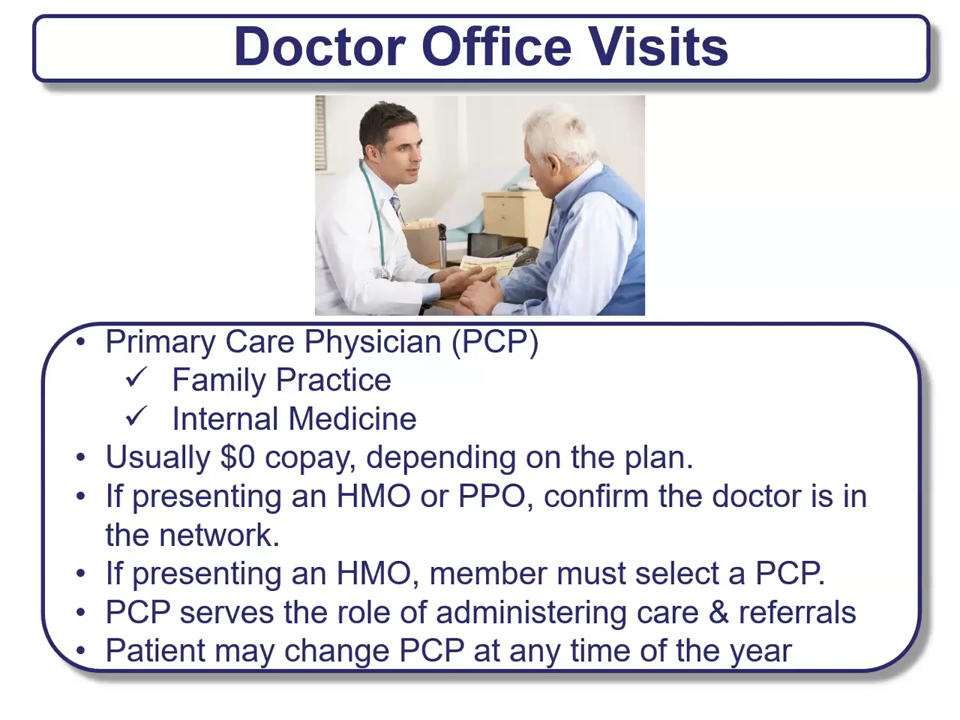 Doctor Office Visits
• Primary Care Physician (PCP)
✓ Family Practice
✓ Internal Medicine
• Usually $0 copay, depending on the plan.
• If presenting an HMO or PPO, confirm the doctor is in
the network.
• If presenting an HMO, member must select a PCP.
• PCP serves the role of administering care & referrals
• Patient may change PCP at any time of the year